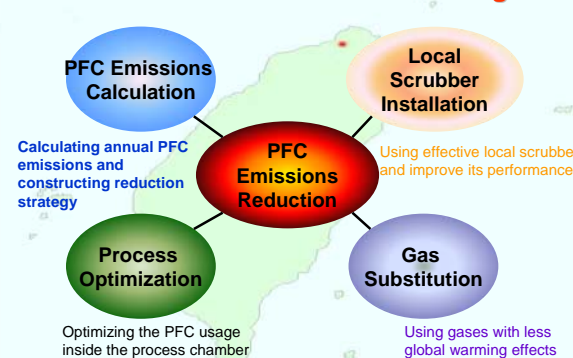 PFC Emissions
Calculation
Local
Scrubber
Installation
Calculating annual PFC
emissions and
constructing reduction
strategy
PFC
Emissions
Reduction
Using effective local scrubbe
and improve its performance
Process
Optimization
Gas
Substitution
Optimizing the PFC usage
inside the process chamber
Using gases with less
global warming effects